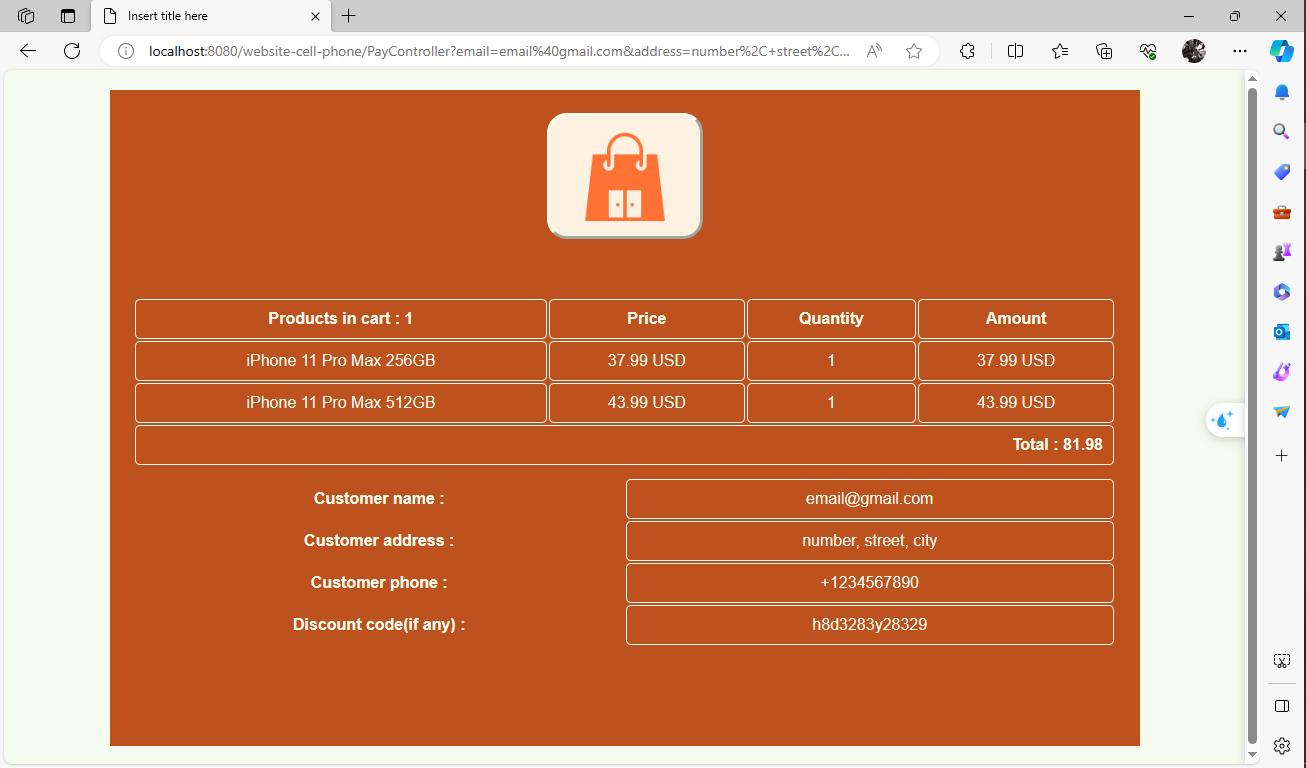 Insert title here
localhost:8080/website-cell-phone/PayController?email=email%40gmail.com&address=number%2C+street%2C...
Products in cart : 1 Price Quantity Amount
iPhone 11 Pro Max 256GB 37.99 USD 1 37.99 USD
iPhone 11 Pro Max 512GB 43.99 USD 1 43.99 USD
Total : 81.98
Customer name : email@gmail.com
Customer address : number, street, city
Customer phone : +1234567890
Discount code(if any) : h8d3283y28329